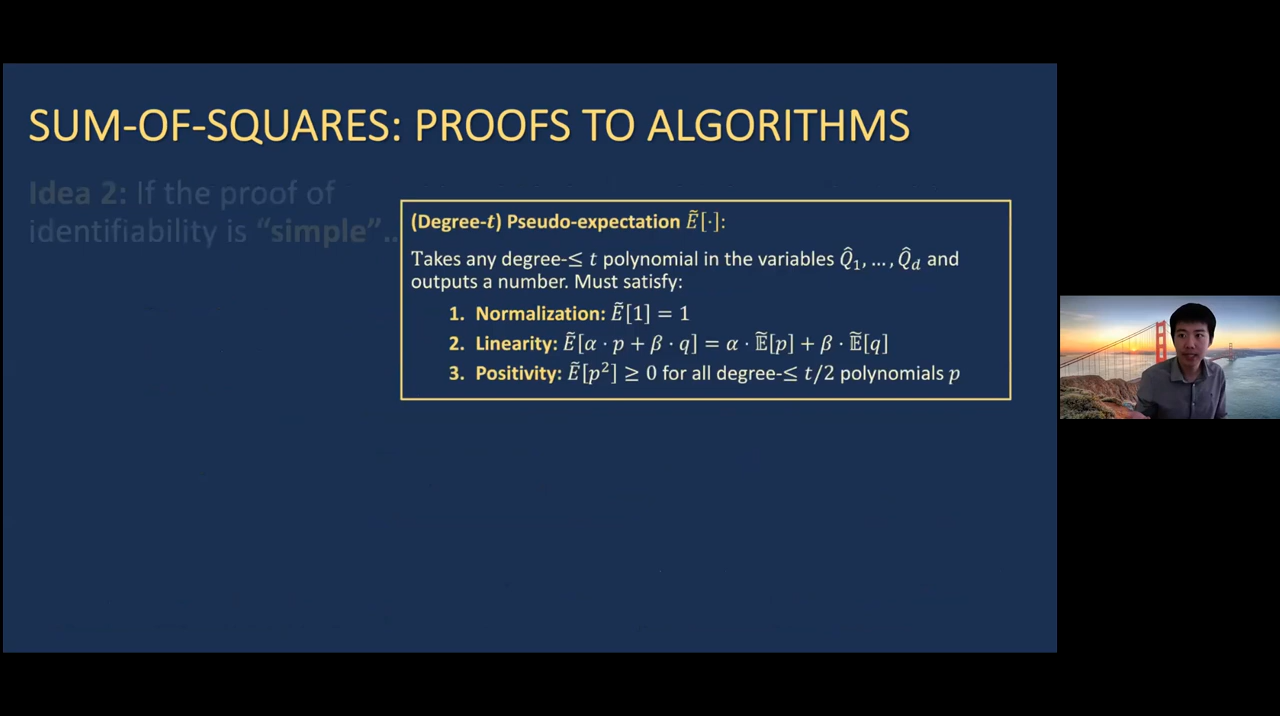 SUM-OF-SQUARES: PROOFS TO ALGORITHMS
Idea 2: If the proof of
identifiability is “simple”...
(Degree-t) Pseudo-expectation Ẽ[·]:
Takes any degree-≤ t polynomial in the variables Q̂₁, …, Q̂_d and
outputs a number. Must satisfy:
1. Normalization: Ẽ[1] = 1
2. Linearity: Ẽ[α · p + β · q] = α · 𝔼̃[p] + β · 𝔼̃[q]
3. Positivity: Ẽ[p²] ≥ 0 for all degree-≤ t/2 polynomials p